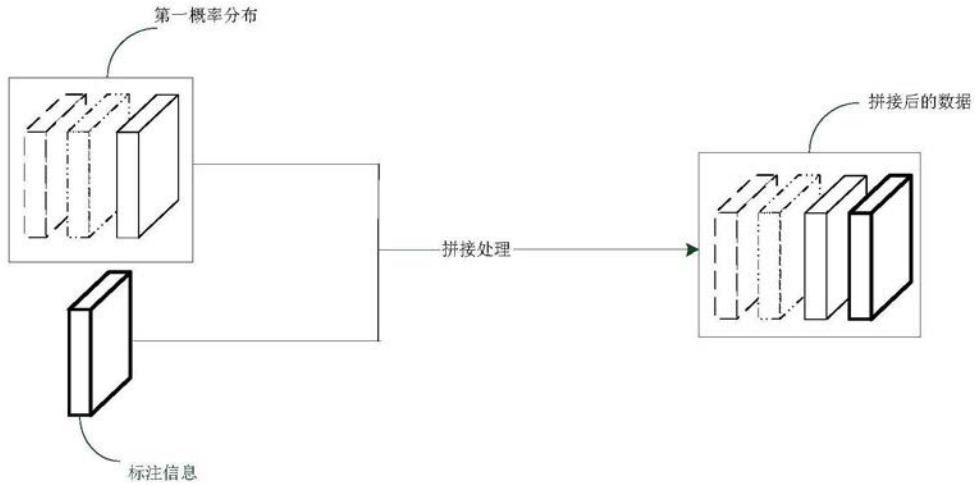 第一概率分布
拼接后的数据
拼接处理
标注信息